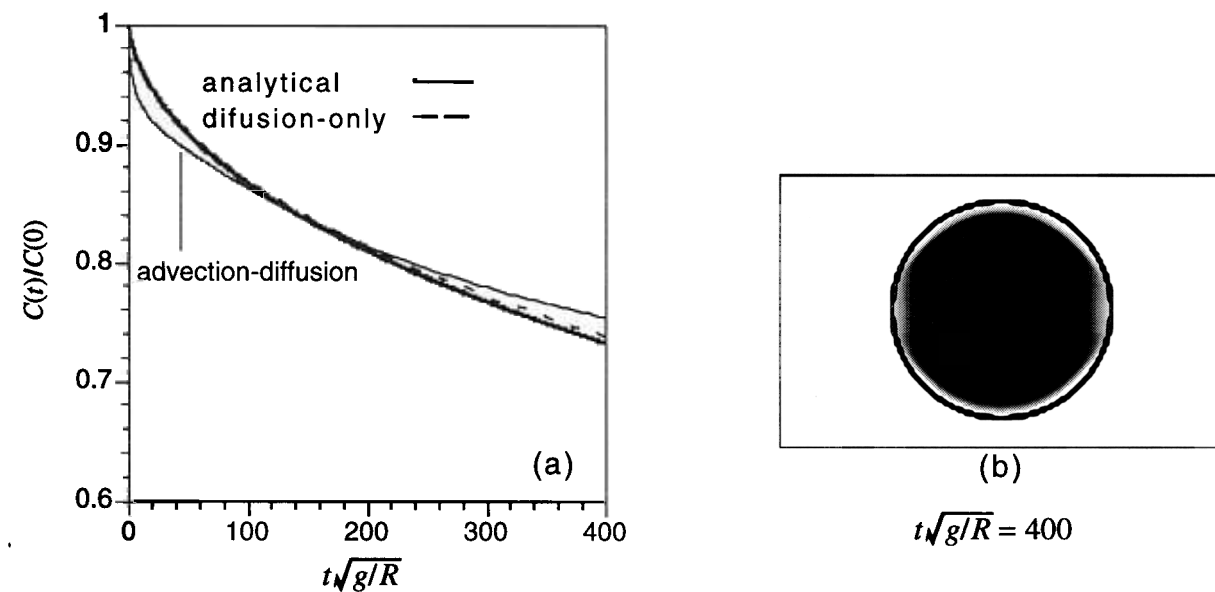 1
analytical
difusion-only
0.9
C(t)/C(0)
0.8
advection-diffusion
0.7
(a)
0.6
0 100 200 300 400
t√g/R
(b)
t√g/R = 400